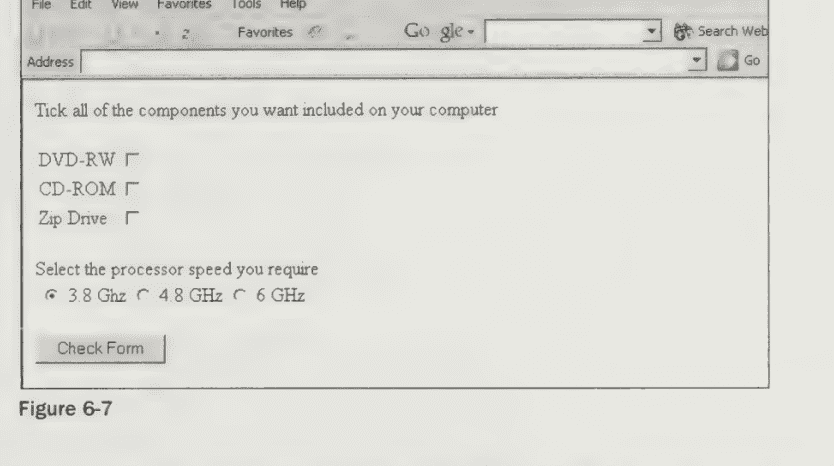 File Edit View Favorites Tools Help
Favorites Go gle Search Web
Address Go
Tick all of the components you want included on your computer
DVD-RW
CD-ROM
Zip Drive
Select the processor speed you require
3.8 Ghz 4.8 GHz 6 GHz
Check Form
Figure 6-7